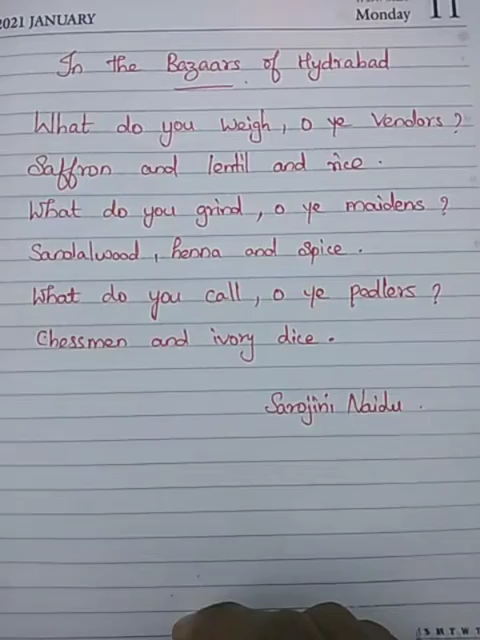 2021 JANUARY
Monday 11
In the Bazaars of Hydrabad
What do you weigh, o ye vendors?
Saffron and lentil and rice.
What do you grind, o ye maidens?
Sandalwood, henna and spice.
What do you call, o ye pedlers?
Chessmen and ivory dice.
Sarojini Naidu.
S M T W T